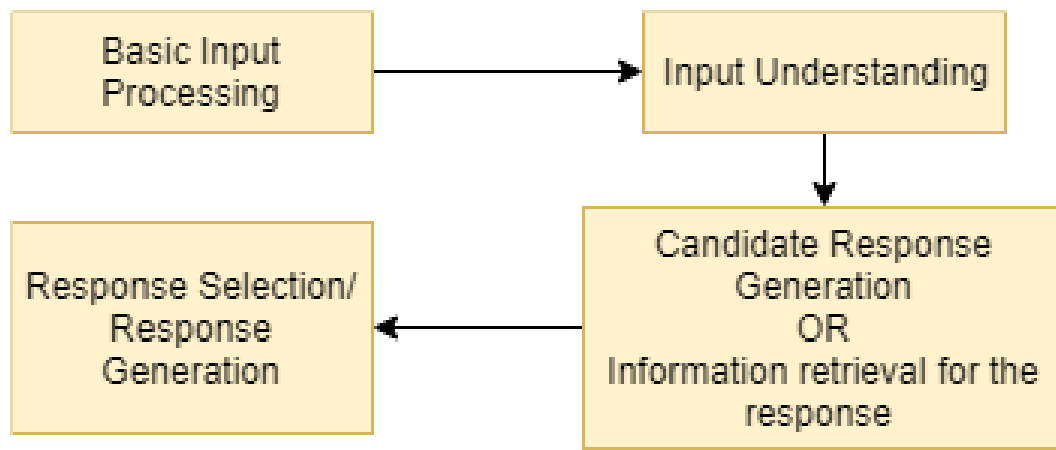 Basic Input
Processing
Input Understanding
Candidate Response
Generation
OR
Information retrieval for the
response
Response Selection/
Response
Generation